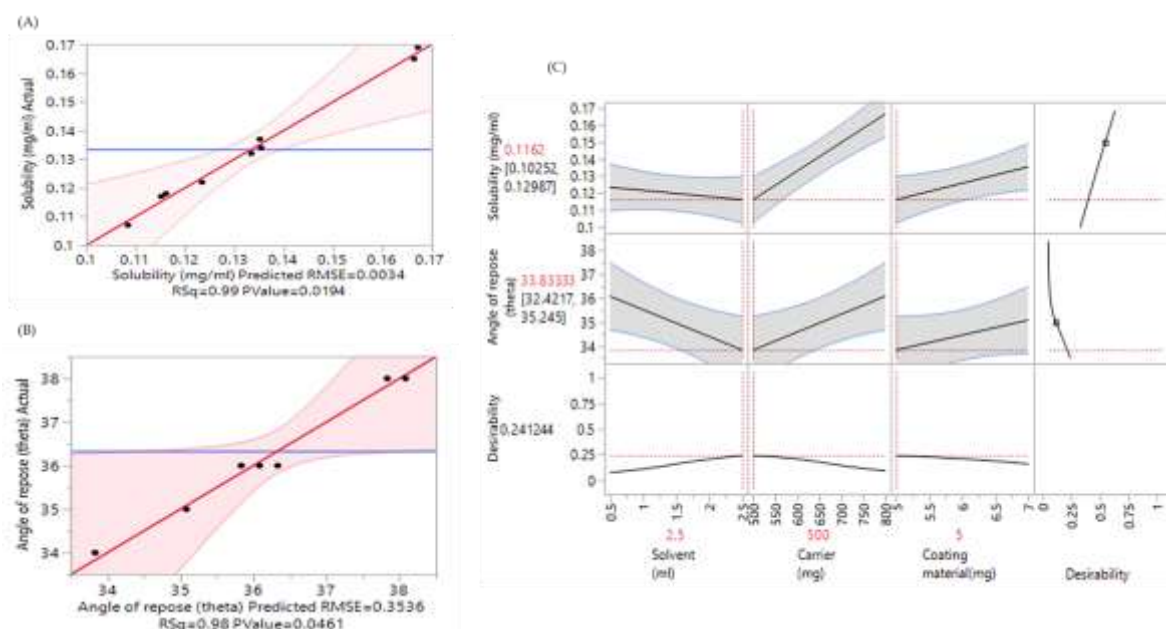 (A)
0.17
0.16
0.15
0.14
0.13
0.12
0.11
0.1
Solubility (mg/ml) Actual
0.1 0.11 0.12 0.13 0.14 0.15 0.16 0.17
Solubility (mg/ml) Predicted RMSE=0.0034
RSq=0.99 PValue=0.0194
(B)
38
37
36
35
34
Angle of repose (theta) Actual
34 35 36 37 38
Angle of repose (theta) Predicted RMSE=0.3536
RSq=0.98 PValue=0.0461
(C)
Solubility (mg/ml)
0.1162
[0.10252,
0.12987]
0.17
0.16
0.15
0.14
0.13
0.12
0.11
0.1
Angle of repose
(theta)
33.83333
[32.4217,
35.245]
38
37
36
35
34
Desirability
0.241244
1
0.75
0.5
0.25
0
0.5 1 1.5 2 2.5
500 550 600 650 700 750 800
5 5.5 6 6.5 7
0 0.25 0.5 0.75 1
2.5 500 5
Solvent Carrier Coating
(ml) (mg) material(mg) Desirability